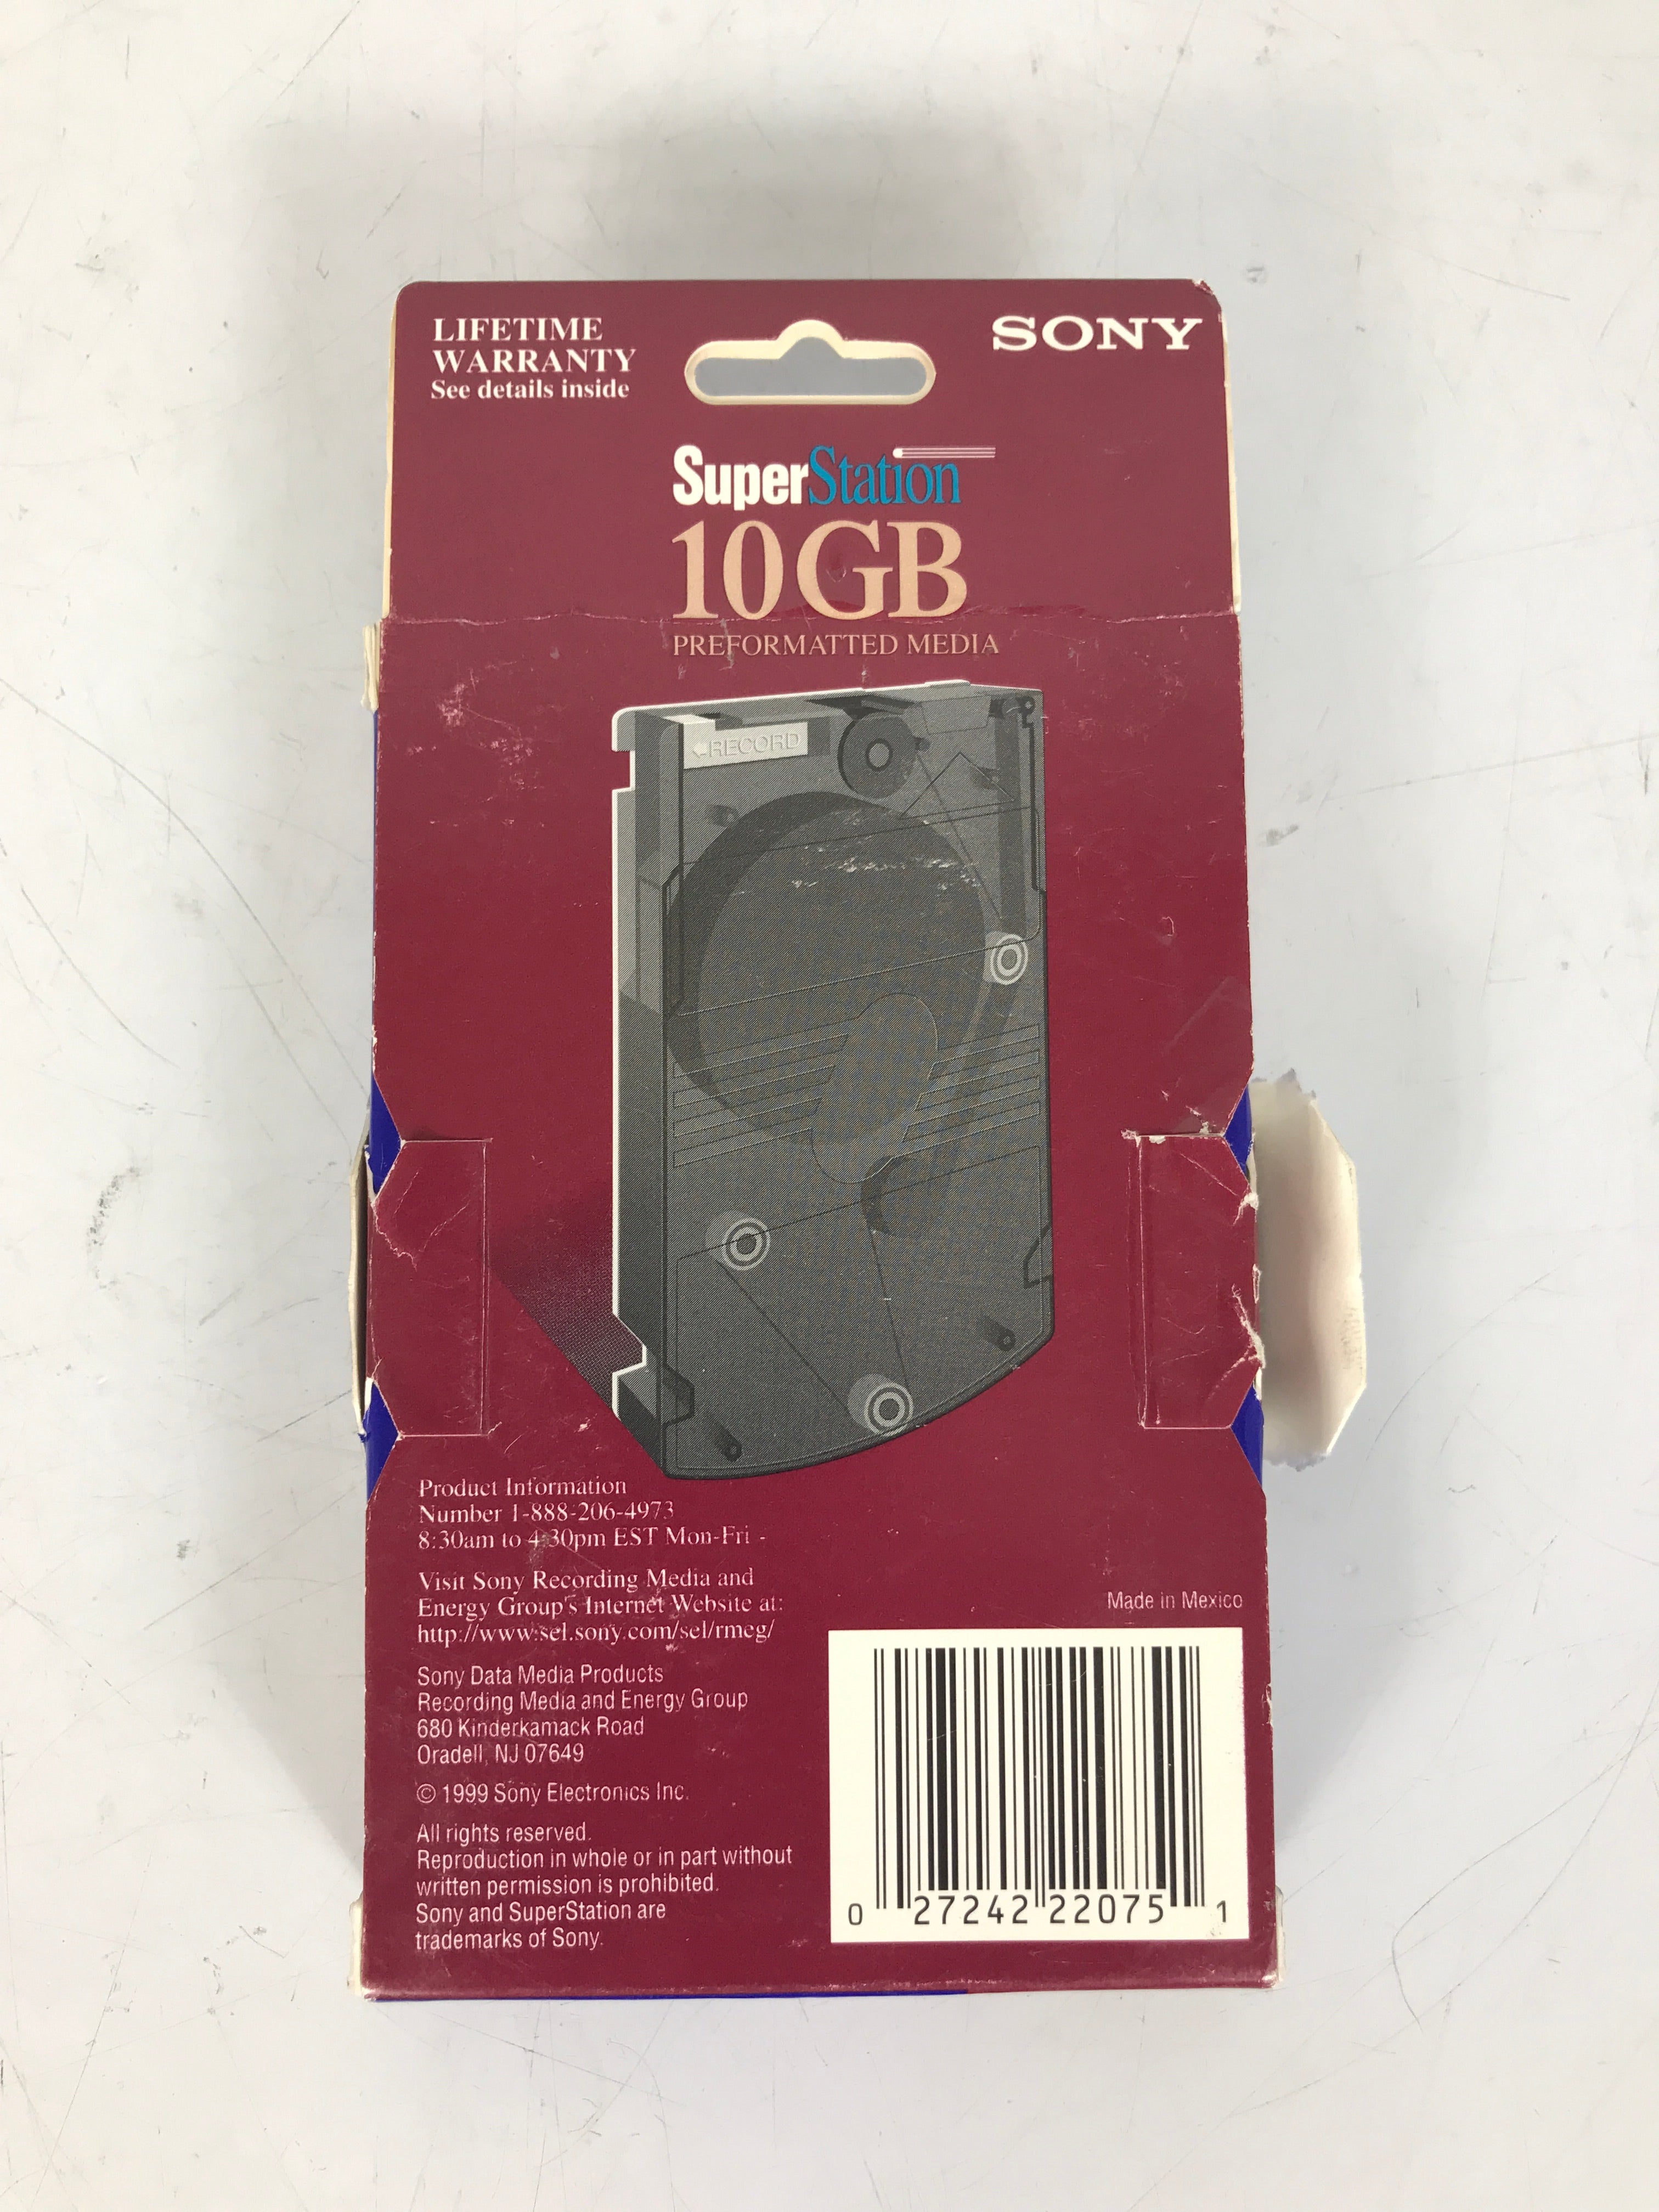 LIFETIME
WARRANTY
See details inside
SONY
SuperStation
10GB
PREFORMATTED MEDIA
←RECORD
Product Information
Number 1-888-206-4973
8:30am to 4:30pm EST Mon-Fri -
Visit Sony Recording Media and
Energy Group's Internet Website at:
http://www.sel.sony.com/sel/rmeg/
Sony Data Media Products
Recording Media and Energy Group
680 Kinderkamack Road
Oradell, NJ 07649
© 1999 Sony Electronics Inc.
All rights reserved.
Reproduction in whole or in part without
written permission is prohibited.
Sony and SuperStation are
trademarks of Sony.
Made in Mexico
0 27242 22075 1